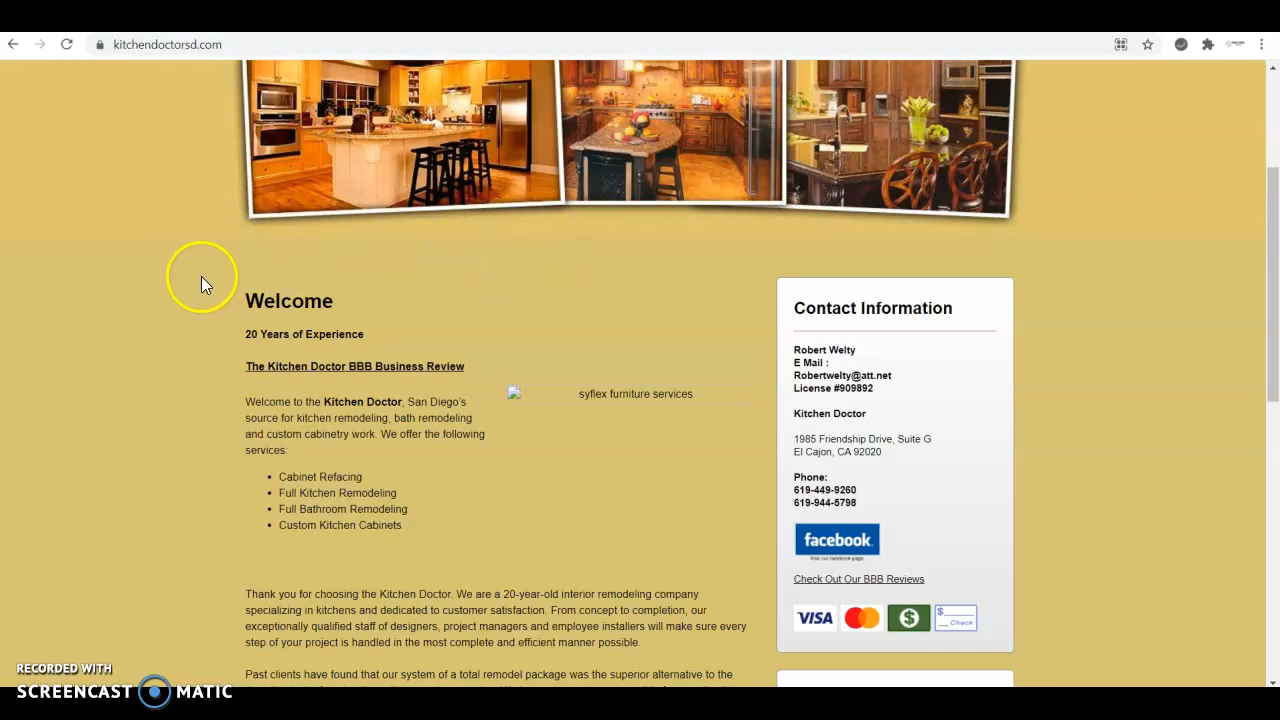 kitchendoctorsd.com
Welcome
20 Years of Experience
The Kitchen Doctor BBB Business Review
syflex furniture services
Welcome to the Kitchen Doctor, San Diego's
source for kitchen remodeling, bath remodeling
and custom cabinetry work. We offer the following
services:
• Cabinet Refacing
• Full Kitchen Remodeling
• Full Bathroom Remodeling
• Custom Kitchen Cabinets
Thank you for choosing the Kitchen Doctor. We are a 20-year-old interior remodeling company
specializing in kitchens and dedicated to customer satisfaction. From concept to completion, our
exceptionally qualified staff of designers, project managers and employee installers will make sure every
step of your project is handled in the most complete and efficient manner possible.
Past clients have found that our system of a total remodel package was the superior alternative to the
Contact Information
Robert Welty
E Mail :
Robertwelty@att.net
License #909892
Kitchen Doctor
1985 Friendship Drive, Suite G
El Cajon, CA 92020
Phone:
619-449-9260
619-944-5798
facebook
Visit our facebook page
Check Out Our BBB Reviews
VISA $ $ Check
RECORDED WITH
SCREENCAST MATIC